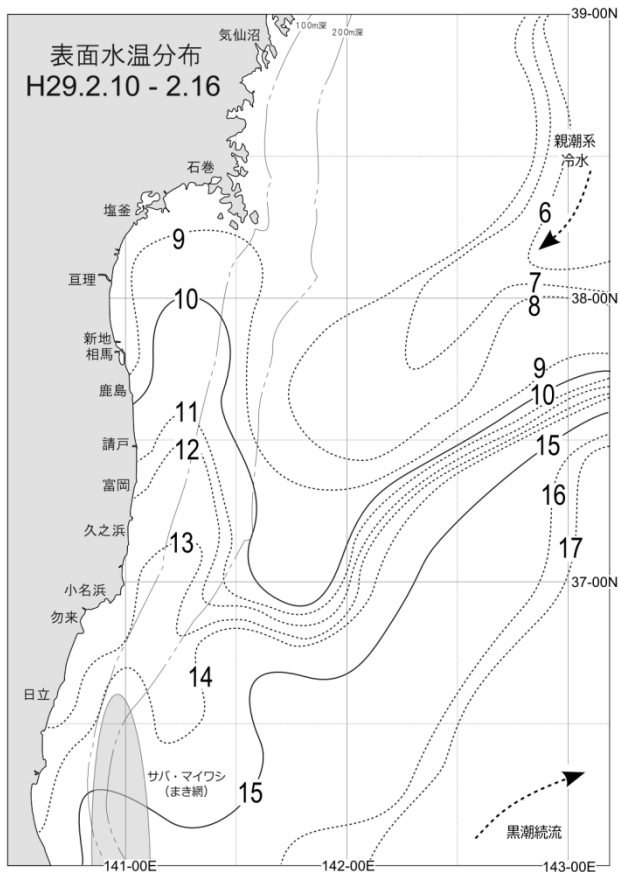 39-00N
気仙沼
100m深
200m深
表面水温分布
H29.2.10 - 2.16
親潮系
冷水
石巻
塩釜
6
9
亘理
7
10
38-00N
8
新地
相馬
9
鹿島
10
11
請戸
12
15
富岡
16
久之浜
13
17
小名浜
37-00N
勿来
14
日立
サバ・マイワシ
(まき網)
15
黒潮続流
141-00E
142-00E
143-00E